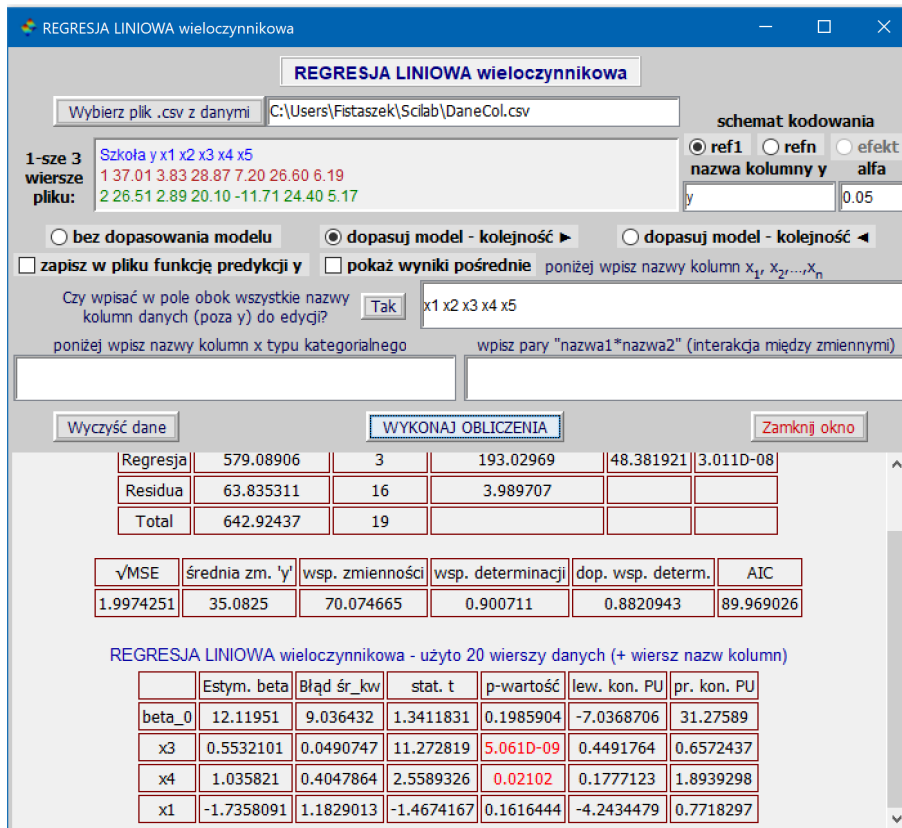 REGRESJA LINIOWA wieloczynnikowa
REGRESJA LINIOWA wieloczynnikowa
Wybierz plik .csv z danymi C:\Users\Fistaszek\Scilab\DaneCol.csv
schemat kodowania
ref1 refn efekt
1-sze 3 wiersze pliku:
Szkoła y x1 x2 x3 x4 x5
1 37.01 3.83 28.87 7.20 26.60 6.19
2 26.51 2.89 20.10 -11.71 24.40 5.17
nazwa kolumny y alfa
y 0.05
bez dopasowania modelu dopasuj model - kolejność ► dopasuj model - kolejność ◄
zapisz w pliku funkcję predykcji y pokaż wyniki pośrednie poniżej wpisz nazwy kolumn x1, x2,...,xn
Czy wpisać w pole obok wszystkie nazwy
kolumn danych (poza y) do edycji?
Tak
x1 x2 x3 x4 x5
poniżej wpisz nazwy kolumn x typu kategorialnego wpisz pary "nazwa1*nazwa2" (interakcja między zmiennymi)
Wyczyść dane WYKONAJ OBLICZENIA Zamknij okno
Regresja 579.08906 3 193.02969 48.381921 3.011D-08
Residua 63.835311 16 3.989707
Total 642.92437 19
√MSE średnia zm. 'y' wsp. zmienności wsp. determinacji dop. wsp. determ. AIC
1.9974251 35.0825 70.074665 0.900711 0.8820943 89.969026
REGRESJA LINIOWA wieloczynnikowa - użyto 20 wierszy danych (+ wiersz nazw kolumn)
Estym. beta Błąd śr_kw stat. t p-wartość lew. kon. PU pr. kon. PU
beta_0 12.11951 9.036432 1.3411831 0.1985904 -7.0368706 31.27589
x3 0.5532101 0.0490747 11.272819 5.061D-09 0.4491764 0.6572437
x4 1.035821 0.4047864 2.5589326 0.02102 0.1777123 1.8939298
x1 -1.7358091 1.1829013 -1.4674167 0.1616444 -4.2434479 0.7718297